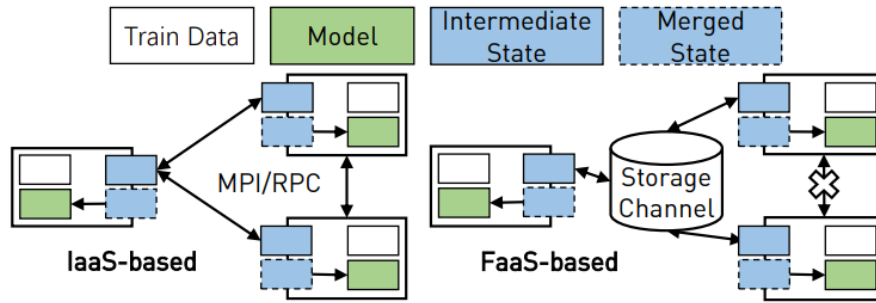 Train Data
Model
Intermediate
State
Merged
State
MPI/RPC
IaaS-based
Storage
Channel
FaaS-based